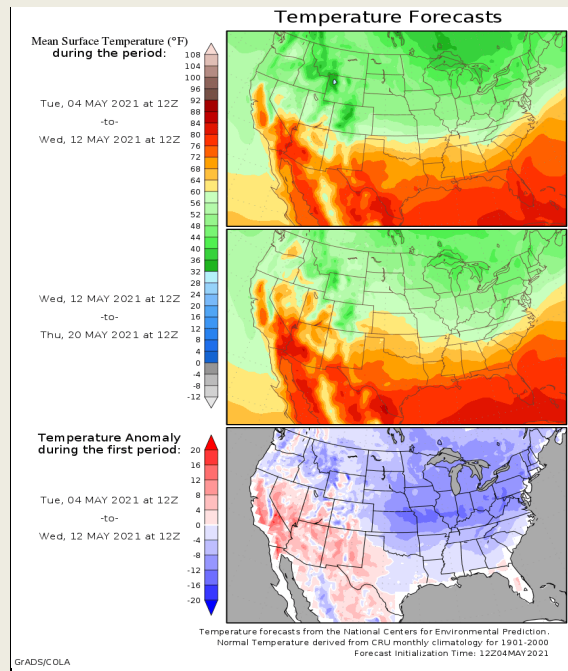 Temperature Forecasts
Mean Surface Temperature (°F)
during the period:
Tue, 04 MAY 2021 at 12Z
-to-
Wed, 12 MAY 2021 at 12Z
108
104
100
96
92
88
84
80
76
72
68
64
60
56
52
48
44
40
36
32
28
24
20
16
12
8
4
0
-4
-8
-12
Wed, 12 MAY 2021 at 12Z
-to-
Thu, 20 MAY 2021 at 12Z
Temperature Anomaly
during the first period:
Tue, 04 MAY 2021 at 12Z
-to-
Wed, 12 MAY 2021 at 12Z
20
16
12
8
4
0
-4
-8
-12
-16
-20
Temperature forecasts from the National Centers for Environmental Prediction.
Normal Temperature derived from CRU monthly climatology for 1901-2000
Forecast Initialization Time: 12Z04MAY2021
GrADS/COLA